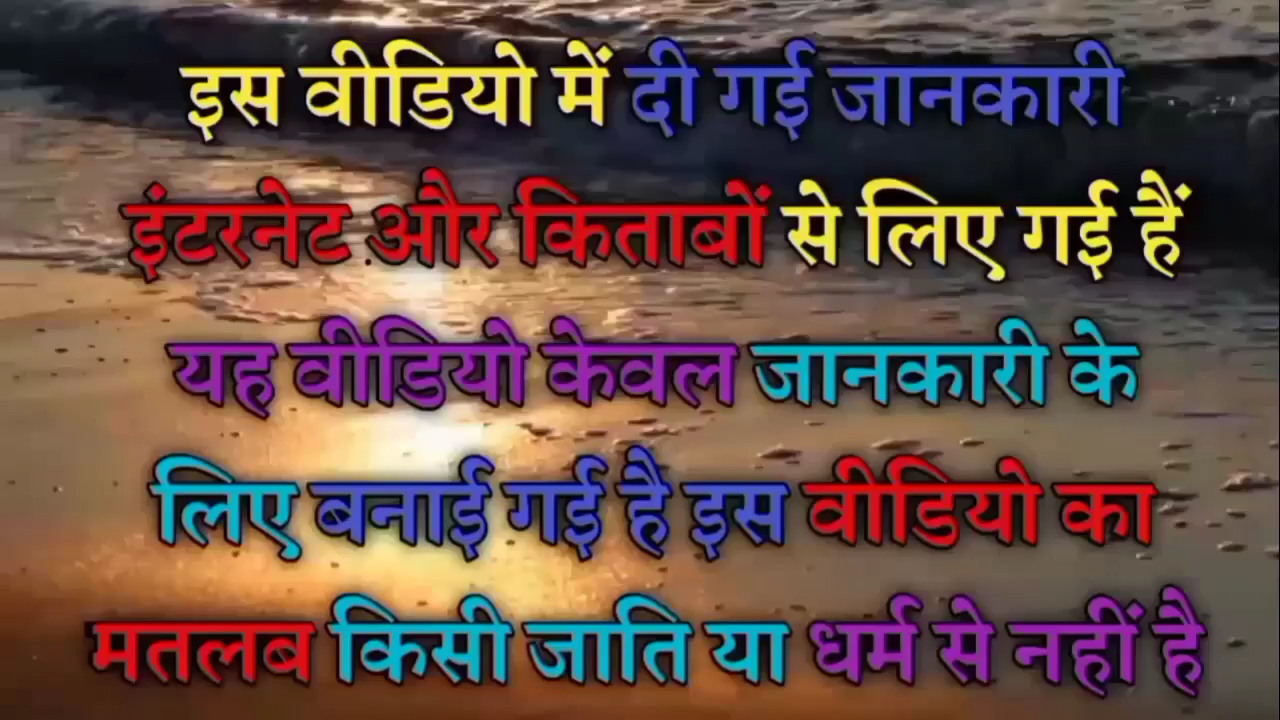 इस वीडियो में दी गई जानकारी
इंटरनेट .और किताबों से लिए गई हैं
यह वीडियो केवल जानकारी के
लिए बनाई गई है इस वीडियो का
मतलब किसी जाति या धर्म से नहीं है